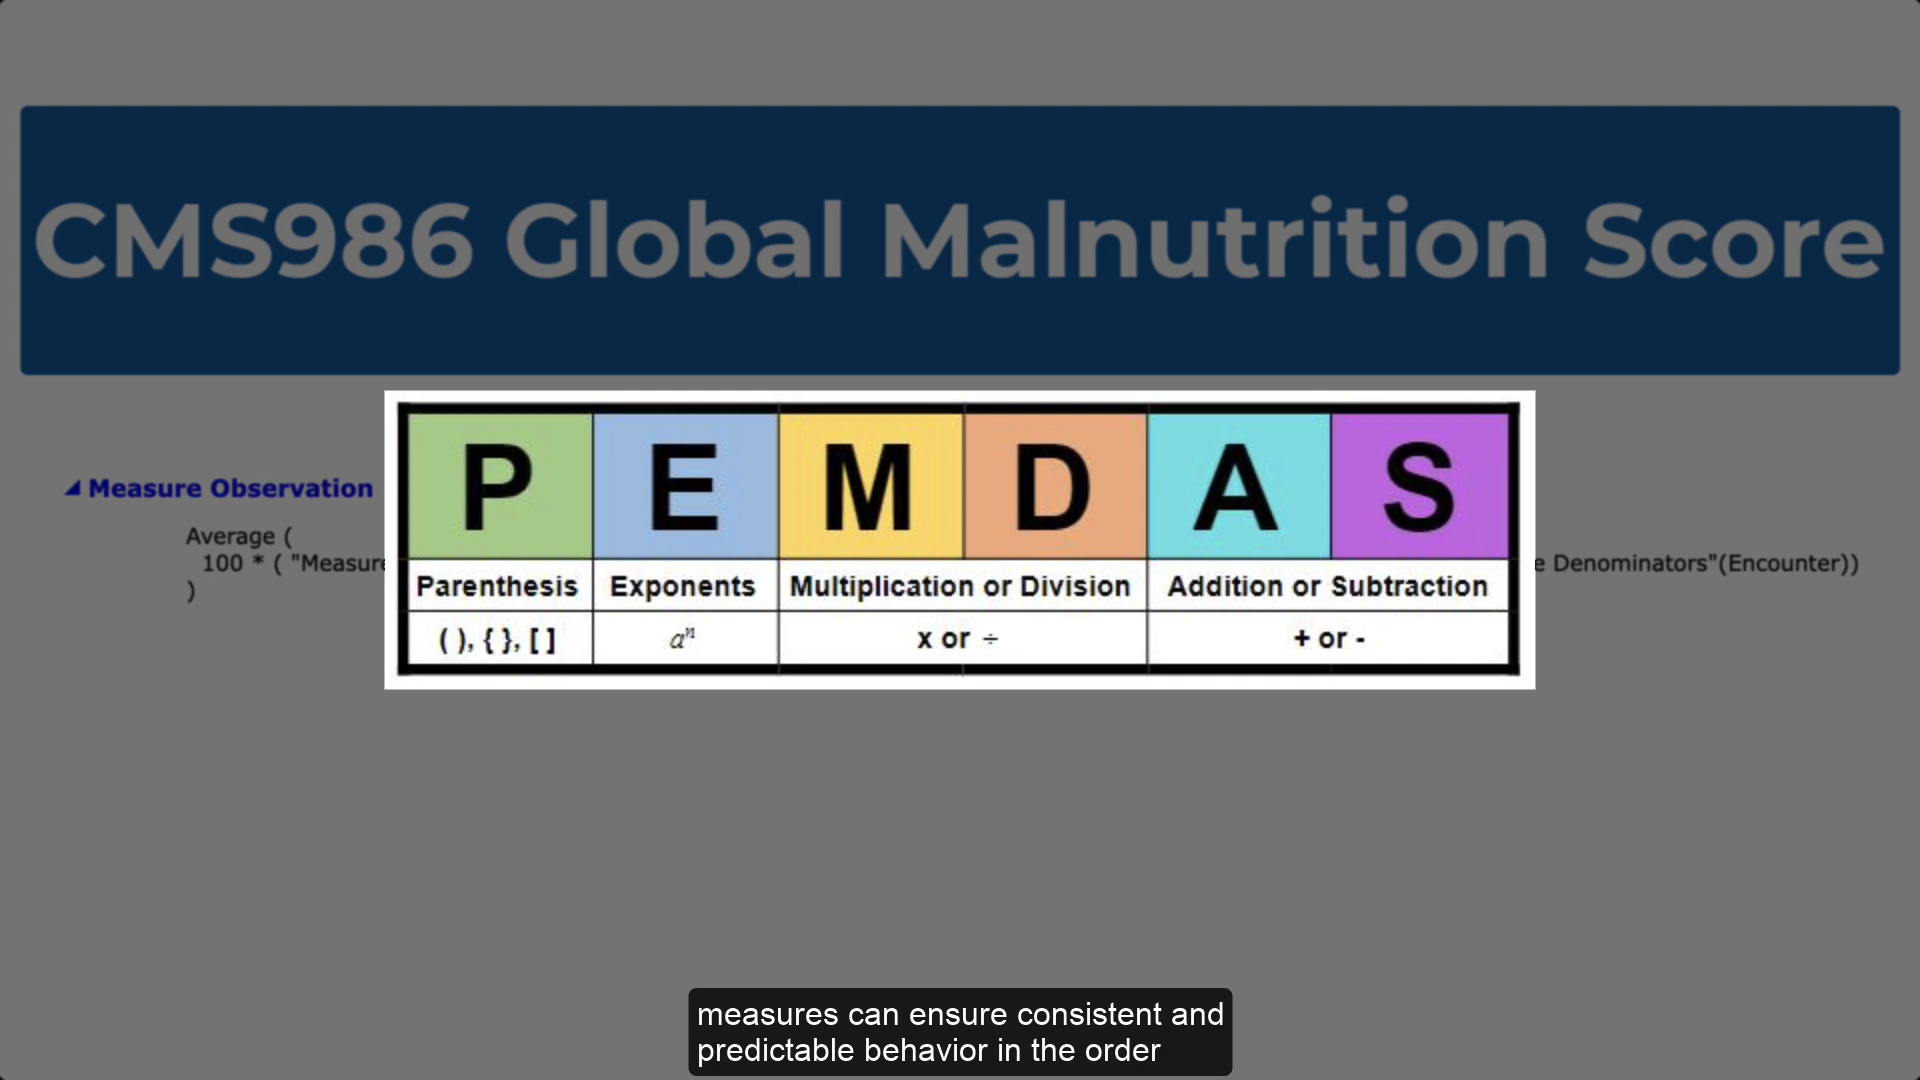 CMS986 Global Malnutrition Score
P E M D A S
Parenthesis Exponents Multiplication or Division Addition or Subtraction
( ), { }, [ ] aⁿ x or ÷ + or -
Measure Observation
Average (
100 * ( "Measure Denominators"(Encounter))
)
measures can ensure consistent and
predictable behavior in the order